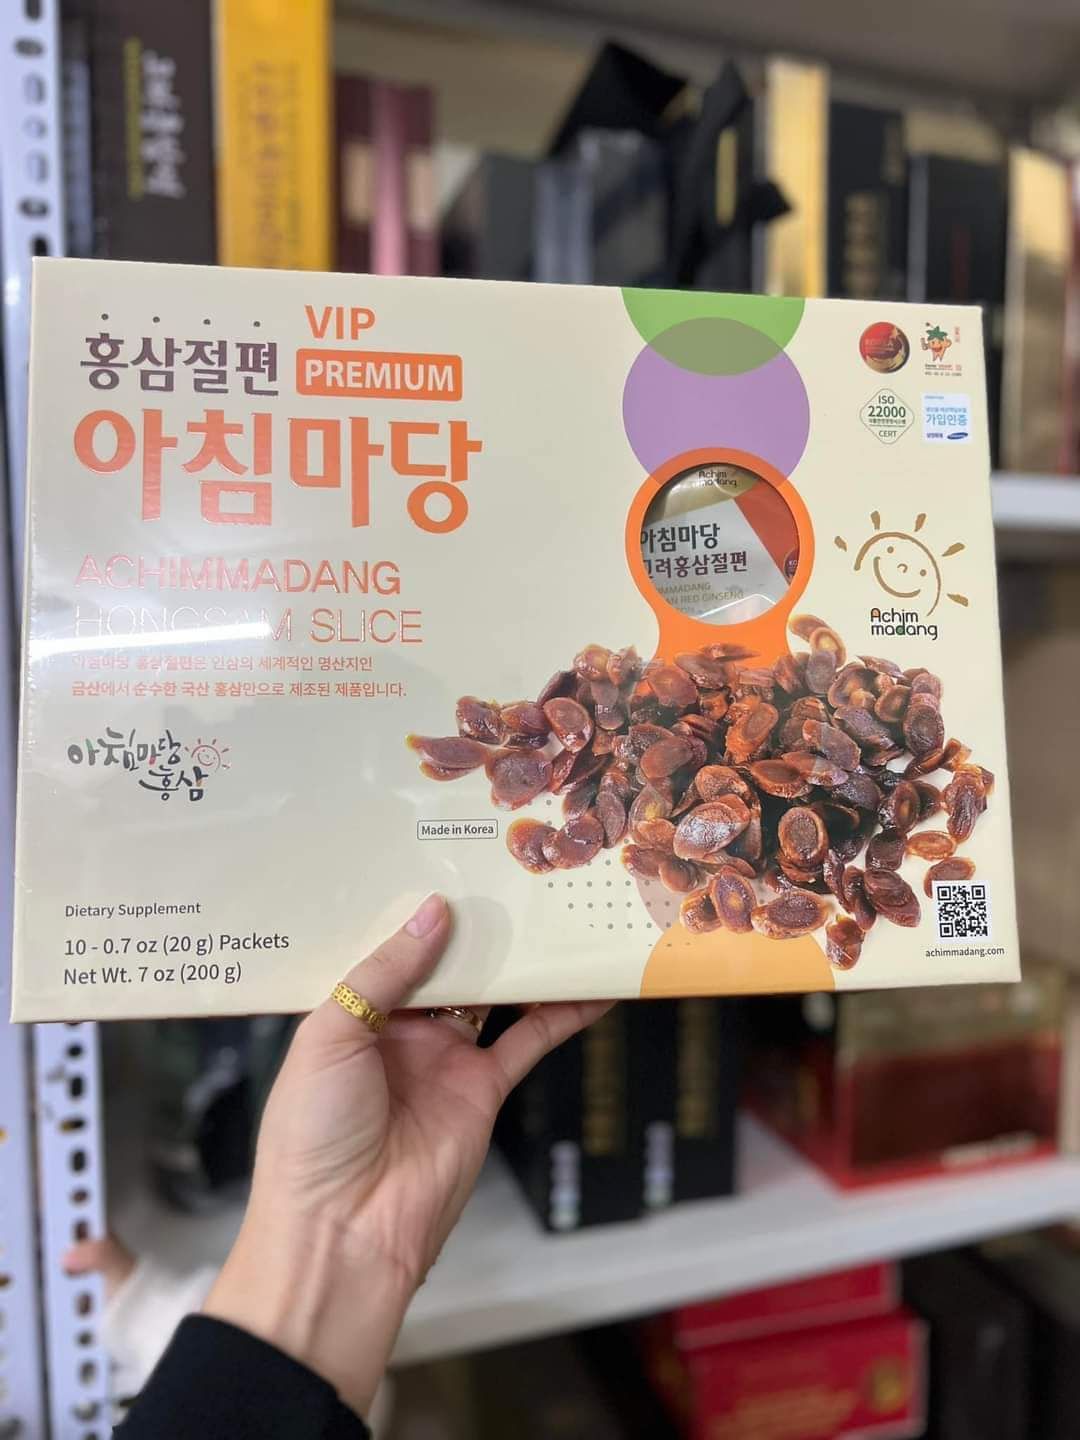 VIP
홍삼절편 PREMIUM
아침마당
ACHIMMADANG
HONGSAM SLICE
아침마당 홍삼절편은 인삼의 세계적인 명산지인
금산에서 순수한 국산 홍삼만으로 제조된 제품입니다.
아침마당
홍삼
Made in Korea
Dietary Supplement
10 - 0.7 oz (20 g) Packets
Net Wt. 7 oz (200 g)
Achim
madang
아침마당
고려홍삼절편
ISO
22000
CERT
가입인증
Achim
madang
achimmadang.com